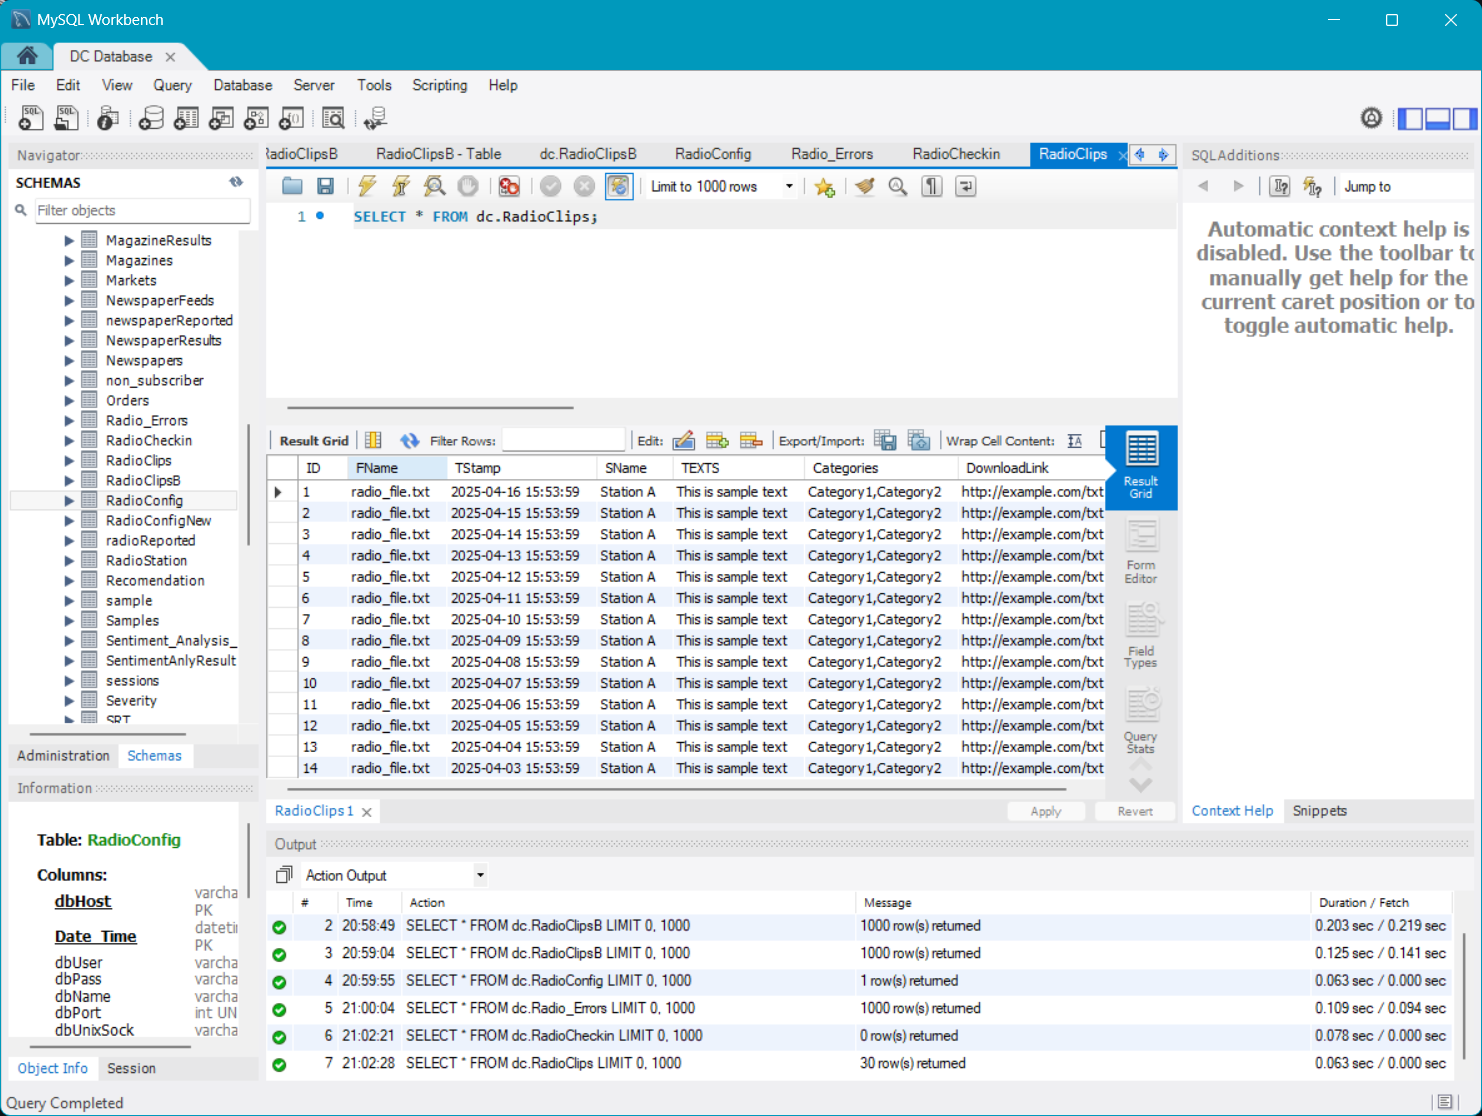 MySQL Workbench
DC Database
File Edit View Query Database Server Tools Scripting Help
Navigator
SCHEMAS
Filter objects
MagazineResults
Magazines
Markets
NewspaperFeeds
newspaperReported
NewspaperResults
Newspapers
non_subscriber
Orders
Radio_Errors
RadioCheckin
RadioClips
RadioClipsB
RadioConfig
RadioConfigNew
radioReported
RadioStation
Recomendation
sample
Samples
Sentiment_Analysis_
SentimentAnlyResult
sessions
Severity
SRT
Administration Schemas
Information
Table: RadioConfig
Columns:
dbHost varcha
PK
Date_Time datetin
PK
dbUser varcha
dbPass varcha
dbName varcha
dbPort int UN
dbUnixSock varcha
Object Info Session
RadioClipsB RadioClipsB - Table dc.RadioClipsB RadioConfig Radio_Errors RadioCheckin RadioClips
Limit to 1000 rows
1 SELECT * FROM dc.RadioClips;
Result Grid Filter Rows: Edit: Export/Import: Wrap Cell Content:
ID FName TStamp SName TEXTS Categories DownloadLink
1 radio_file.txt 2025-04-16 15:53:59 Station A This is sample text Category1,Category2 http://example.com/txt
2 radio_file.txt 2025-04-15 15:53:59 Station A This is sample text Category1,Category2 http://example.com/txt
3 radio_file.txt 2025-04-14 15:53:59 Station A This is sample text Category1,Category2 http://example.com/txt
4 radio_file.txt 2025-04-13 15:53:59 Station A This is sample text Category1,Category2 http://example.com/txt
5 radio_file.txt 2025-04-12 15:53:59 Station A This is sample text Category1,Category2 http://example.com/txt
6 radio_file.txt 2025-04-11 15:53:59 Station A This is sample text Category1,Category2 http://example.com/txt
7 radio_file.txt 2025-04-10 15:53:59 Station A This is sample text Category1,Category2 http://example.com/txt
8 radio_file.txt 2025-04-09 15:53:59 Station A This is sample text Category1,Category2 http://example.com/txt
9 radio_file.txt 2025-04-08 15:53:59 Station A This is sample text Category1,Category2 http://example.com/txt
10 radio_file.txt 2025-04-07 15:53:59 Station A This is sample text Category1,Category2 http://example.com/txt
11 radio_file.txt 2025-04-06 15:53:59 Station A This is sample text Category1,Category2 http://example.com/txt
12 radio_file.txt 2025-04-05 15:53:59 Station A This is sample text Category1,Category2 http://example.com/txt
13 radio_file.txt 2025-04-04 15:53:59 Station A This is sample text Category1,Category2 http://example.com/txt
14 radio_file.txt 2025-04-03 15:53:59 Station A This is sample text Category1,Category2 http://example.com/txt
Result
Grid
Form
Editor
Field
Types
Query
Stats
RadioClips 1 Apply Revert
SQLAdditions
Jump to
Automatic context help is
disabled. Use the toolbar to
manually get help for the
current caret position or to
toggle automatic help.
Context Help Snippets
Output
Action Output
# Time Action Message Duration / Fetch
2 20:58:49 SELECT * FROM dc.RadioClipsB LIMIT 0, 1000 1000 row(s) returned 0.203 sec / 0.219 sec
3 20:59:04 SELECT * FROM dc.RadioClipsB LIMIT 0, 1000 1000 row(s) returned 0.125 sec / 0.141 sec
4 20:59:55 SELECT * FROM dc.RadioConfig LIMIT 0, 1000 1 row(s) returned 0.063 sec / 0.000 sec
5 21:00:04 SELECT * FROM dc.Radio_Errors LIMIT 0, 1000 1000 row(s) returned 0.109 sec / 0.094 sec
6 21:02:21 SELECT * FROM dc.RadioCheckin LIMIT 0, 1000 0 row(s) returned 0.078 sec / 0.000 sec
7 21:02:28 SELECT * FROM dc.RadioClips LIMIT 0, 1000 30 row(s) returned 0.063 sec / 0.000 sec
Query Completed